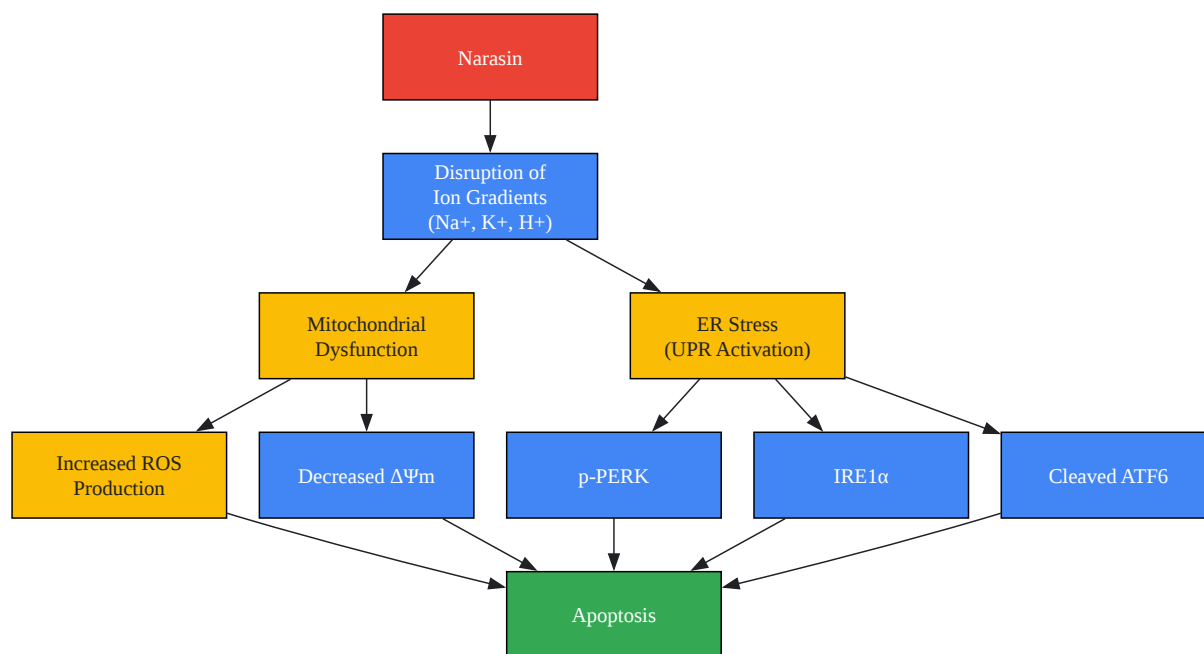 Narasin
Disruption of
Ion Gradients
(Na+, K+, H+)
Mitochondrial
Dysfunction
ER Stress
(UPR Activation)
Increased ROS
Production
Decreased ΔΨm
p-PERK
IRE1α
Cleaved ATF6
Apoptosis